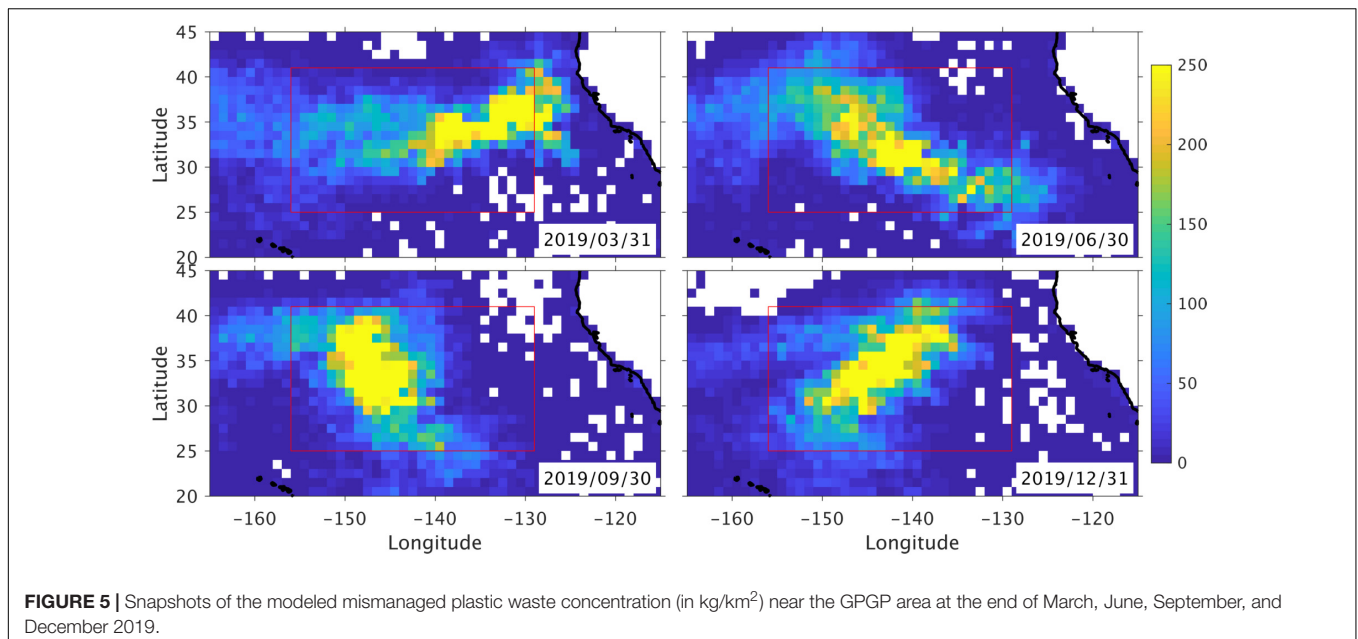 45
40
35
30
25
20
Latitude
2019/03/31
2019/06/30
250
200
150
100
50
0
45
40
35
30
25
20
Latitude
2019/09/30
2019/12/31
-160 -150 -140 -130 -120
-160 -150 -140 -130 -120
Longitude
Longitude
FIGURE 5 | Snapshots of the modeled mismanaged plastic waste concentration (in kg/km²) near the GPGP area at the end of March, June, September, and
December 2019.